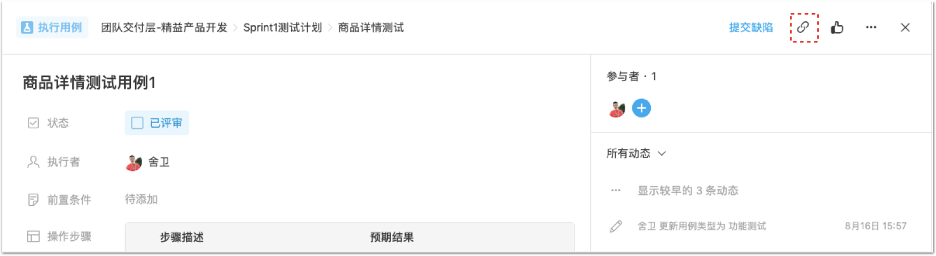 执行用例 团队交付层-精益产品开发 > Sprint1测试计划 > 商品详情测试 提交缺陷
商品详情测试用例1
状态 已评审
执行者 舍卫
前置条件 待添加
操作步骤 步骤描述 预期结果
参与者 · 1
所有动态
显示较早的 3 条动态
舍卫 更新用例类型为 功能测试 8月16日 15:57